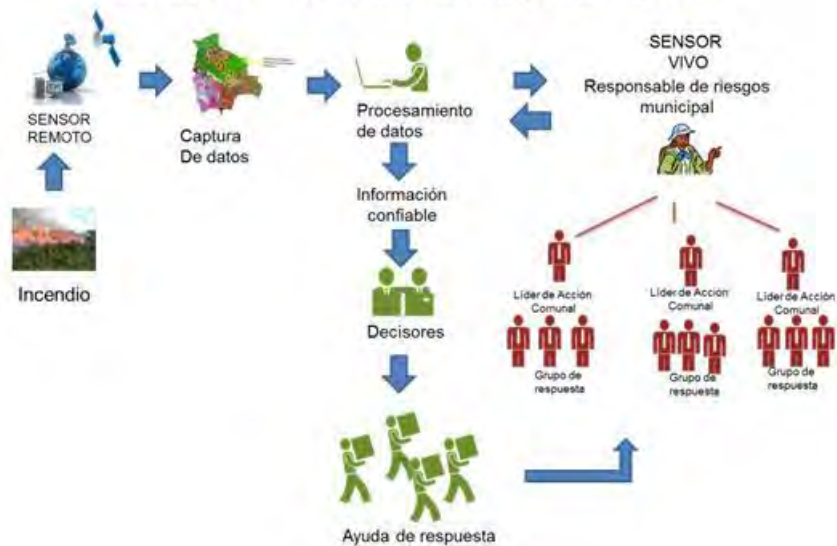 SENSOR
REMOTO
Incendio
Captura
De datos
Procesamiento
de datos
Información
confiable
Decisores
Ayuda de respuesta
SENSOR
VIVO
Responsable de riesgos
municipal
Líder de Acción
Comunal
Grupo de
respuesta
Líder de Acción
Comunal
Grupo de
respuesta
Líder de Acción
Comunal
Grupo de
respuesta